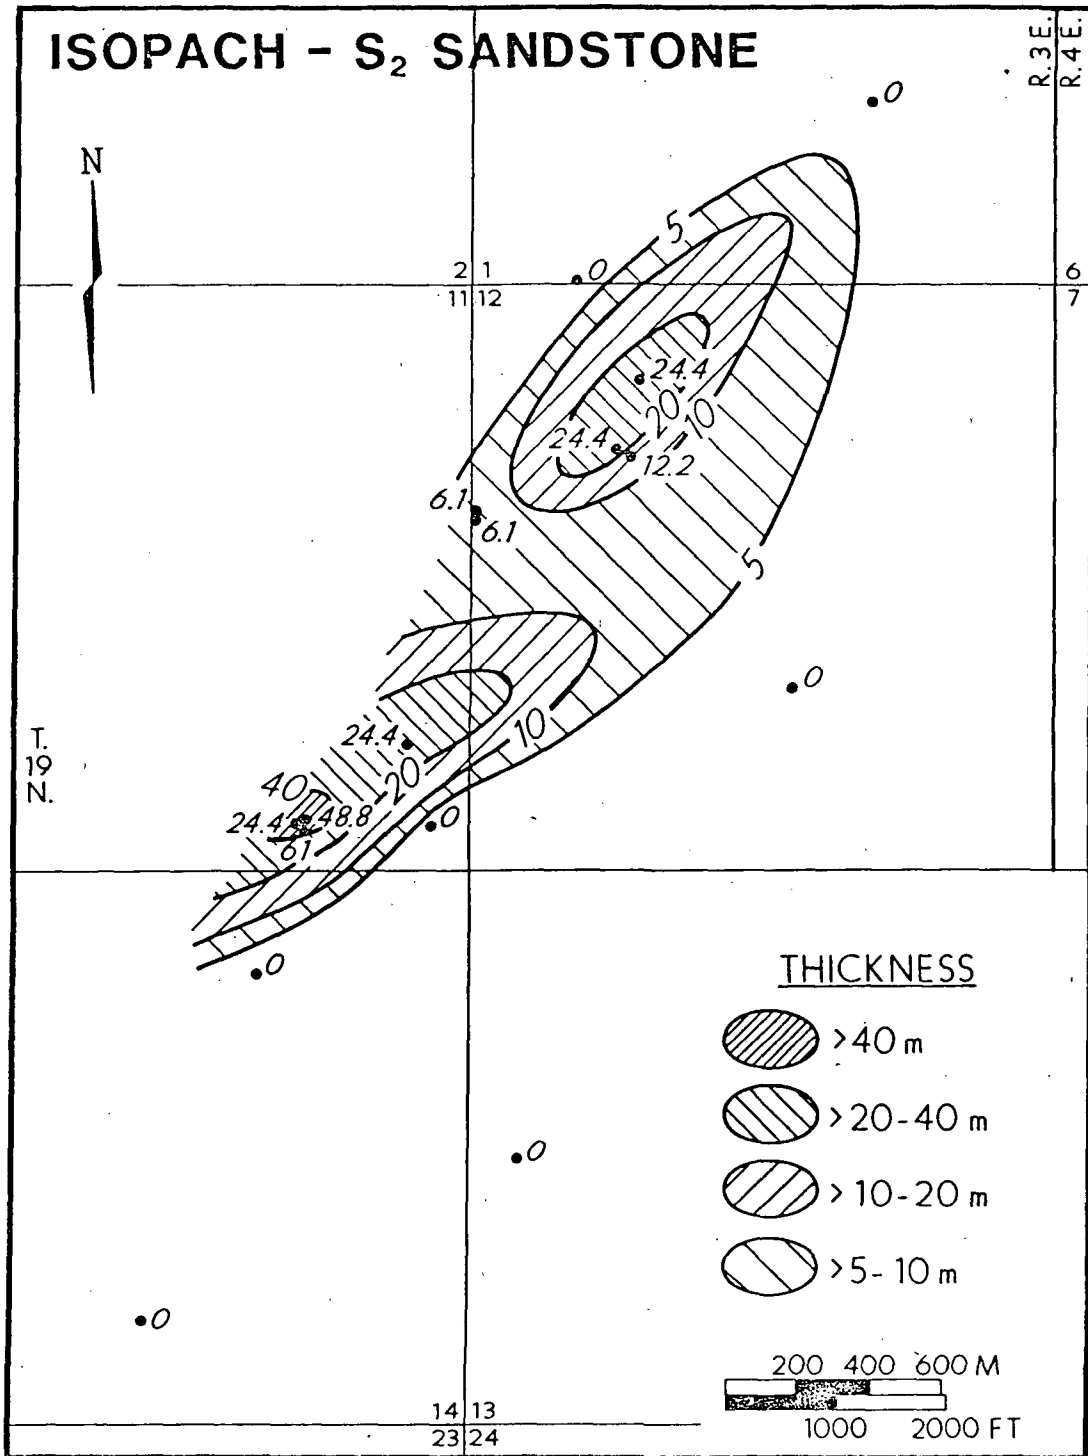 ISOPACH - S₂ SANDSTONE
R.3E.
R.4E.
0
N
5
0
2 1
11 12
6
7
24.4
20
10
24.4
12.2
6.1
6.1
5
0
10
24.4
T.
19
N.
20
40
24.4
48.8
61
0
0
THICKNESS
>40 m
>20-40 m
>10-20 m
>5-10 m
0
0
200 400 600 M
1000 2000 FT
14 13
23 24